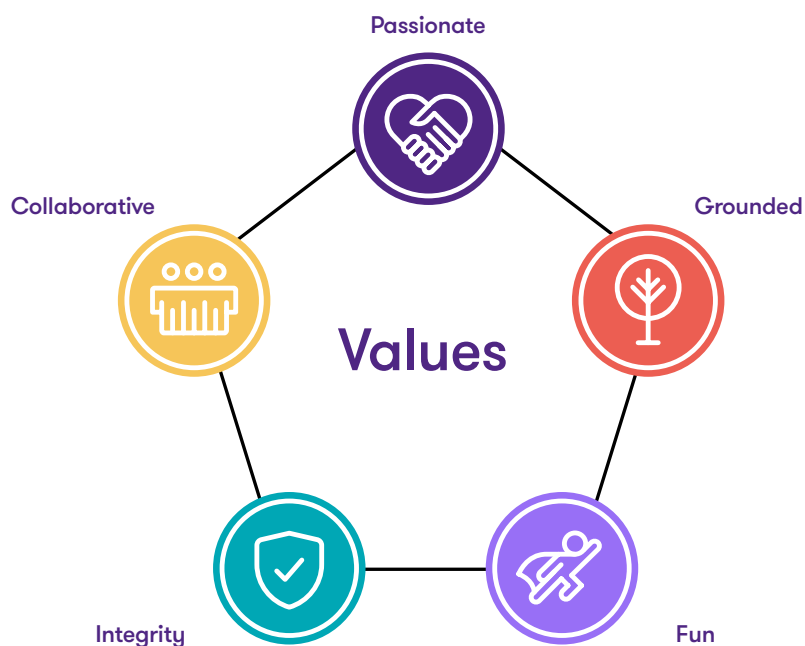 Passionate
Collaborative
Grounded
Values
Integrity
Fun